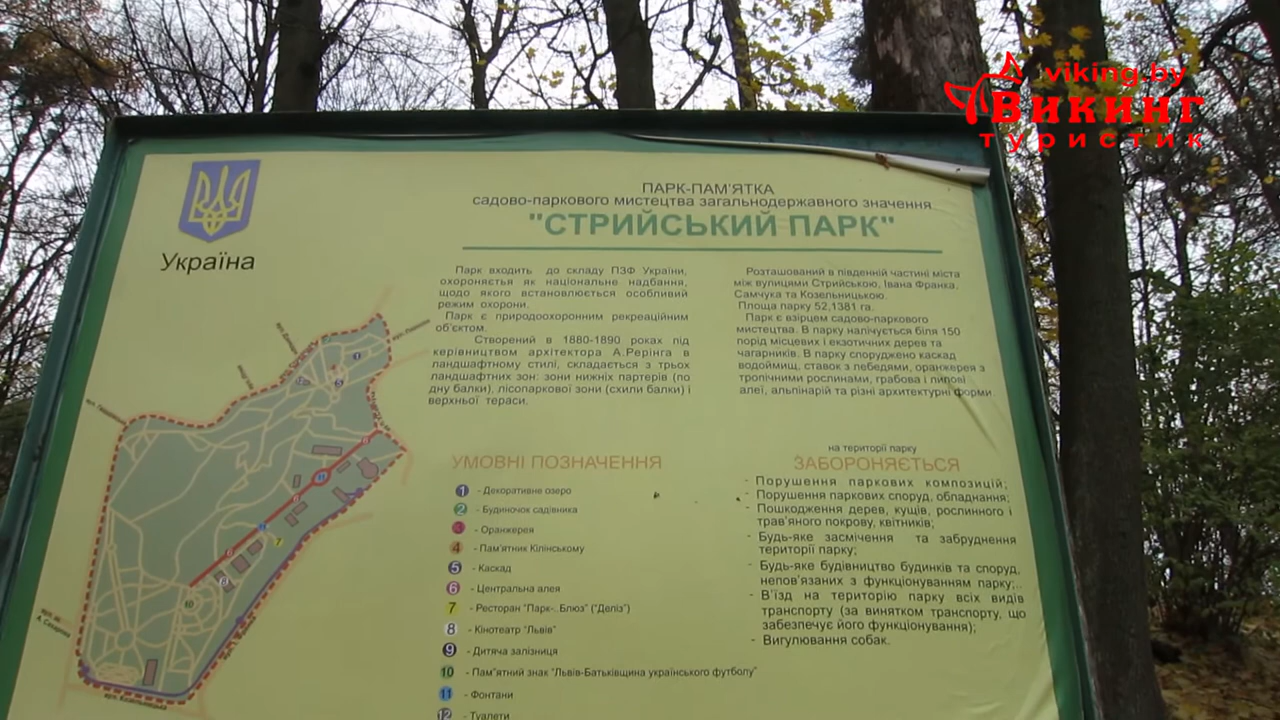 viking.by
Викинг
туристик
Україна
ПАРК-ПАМ'ЯТКА
садово-паркового мистецтва загальнодержавного значення
"СТРИЙСЬКИЙ ПАРК"
Парк входить до складу ПЗФ України,
охороняється як національне надбання,
щодо якого встановлюється особливий
режим охорони.
Парк є природоохоронним рекреаційним
об'єктом.
Створений в 1880-1890 роках під
керівництвом архітектора А.Рерінга в
ландшафтному стилі, складається з трьох
ландшафтних зон: зони нижніх партерів (по
дну балки), лісопаркової зони (схили балки) і
верхньої тераси.
Розташований в південній частині міста
між вулицями Стрийською, Івана Франка,
Самчука та Козельницькою.
Площа парку 52,1381 га.
Парк є взірцем садово-паркового
мистецтва. В парку налічується біля 150
порід місцевих і екзотичних дерев та
чагарників. В парку споруджено каскад
водоймищ, ставок з лебедями, оранжерея з
тропічними рослинами, грабова і липові
алеї, альпінарій та різні архитектурні форми.
УМОВНІ ПОЗНАЧЕННЯ
1 - Декоративне озеро
2 - Будиночок садівника
3 - Оранжерея
4 - Пам'ятник Кілінському
5 - Каскад
6 - Центральна алея
7 - Ресторан "Парк-. Блюз" ("Деліз")
8 - Кінотеатр "Львів"
9 - Дитяча залізниця
10 - Пам'ятний знак "Львів-Батьківщина українського футболу"
11 - Фонтани
12 - Туалети
на території парку
ЗАБОРОНЯЄТЬСЯ
- Порушення паркових композицій;
- Порушення паркових споруд, обладнання;
- Пошкодження дерев, кущів, рослинного і
трав'яного покрову, квітників;
- Будь-яке засмічення та забруднення
території парку;
- Будь-яке будівництво будинків та споруд,
непов'язаних з функціонуванням парку;..
- В'їзд на територію парку всіх видів
транспорту (за винятком транспорту, що
забезпечує його функціонування);
- Вигулювання собак.